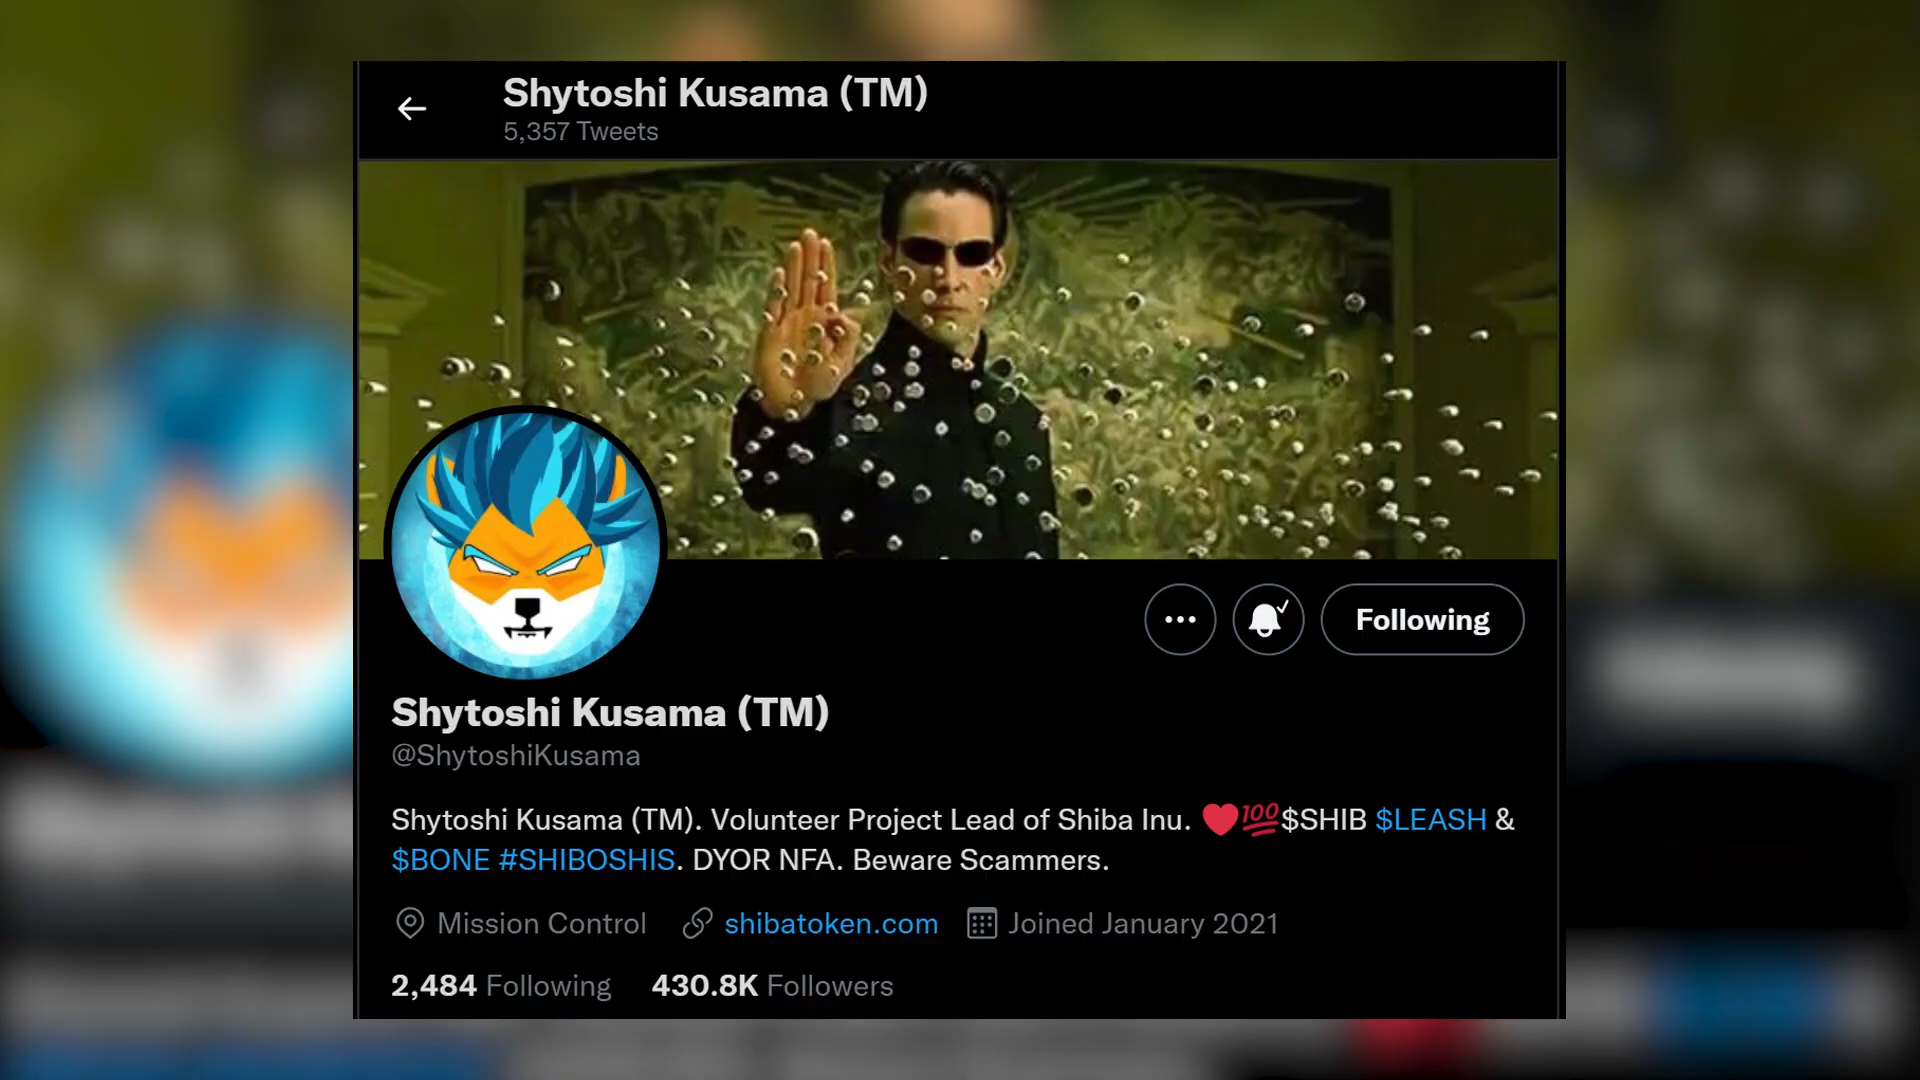 Shytoshi Kusama (TM)
5,357 Tweets
Following
Shytoshi Kusama (TM)
@ShytoshiKusama
Shytoshi Kusama (TM). Volunteer Project Lead of Shiba Inu. ❤️💯$SHIB $LEASH &
$BONE #SHIBOSHIS. DYOR NFA. Beware Scammers.
Mission Control shibatoken.com Joined January 2021
2,484 Following 430.8K Followers